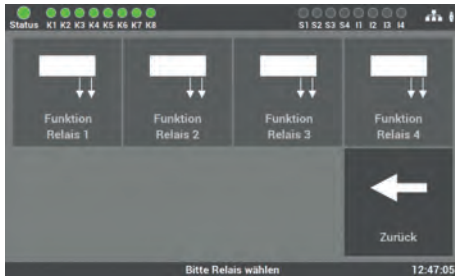 Status K1 K2 K3 K4 K5 K6 K7 K8 S1 S2 S3 S4 I1 I2 I3 I4
Funktion Relais 1
Funktion Relais 2
Funktion Relais 3
Funktion Relais 4
Zurück
Bitte Relais wählen 12:47:05